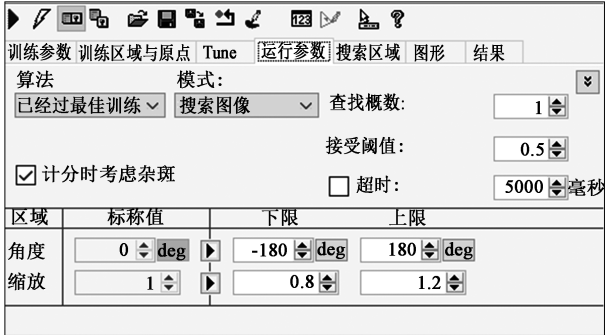 123
训练参数 训练区域与原点 Tune 运行参数 搜索区域 图形 结果
算法 模式：
已经过最佳训练 搜索图像 查找概数: 1
接受阈值： 0.5
计分时考虑杂斑 超时： 5000 毫秒
区域 标称值 下限 上限
角度 0 deg -180 deg 180 deg
缩放 1 0.8 1.2